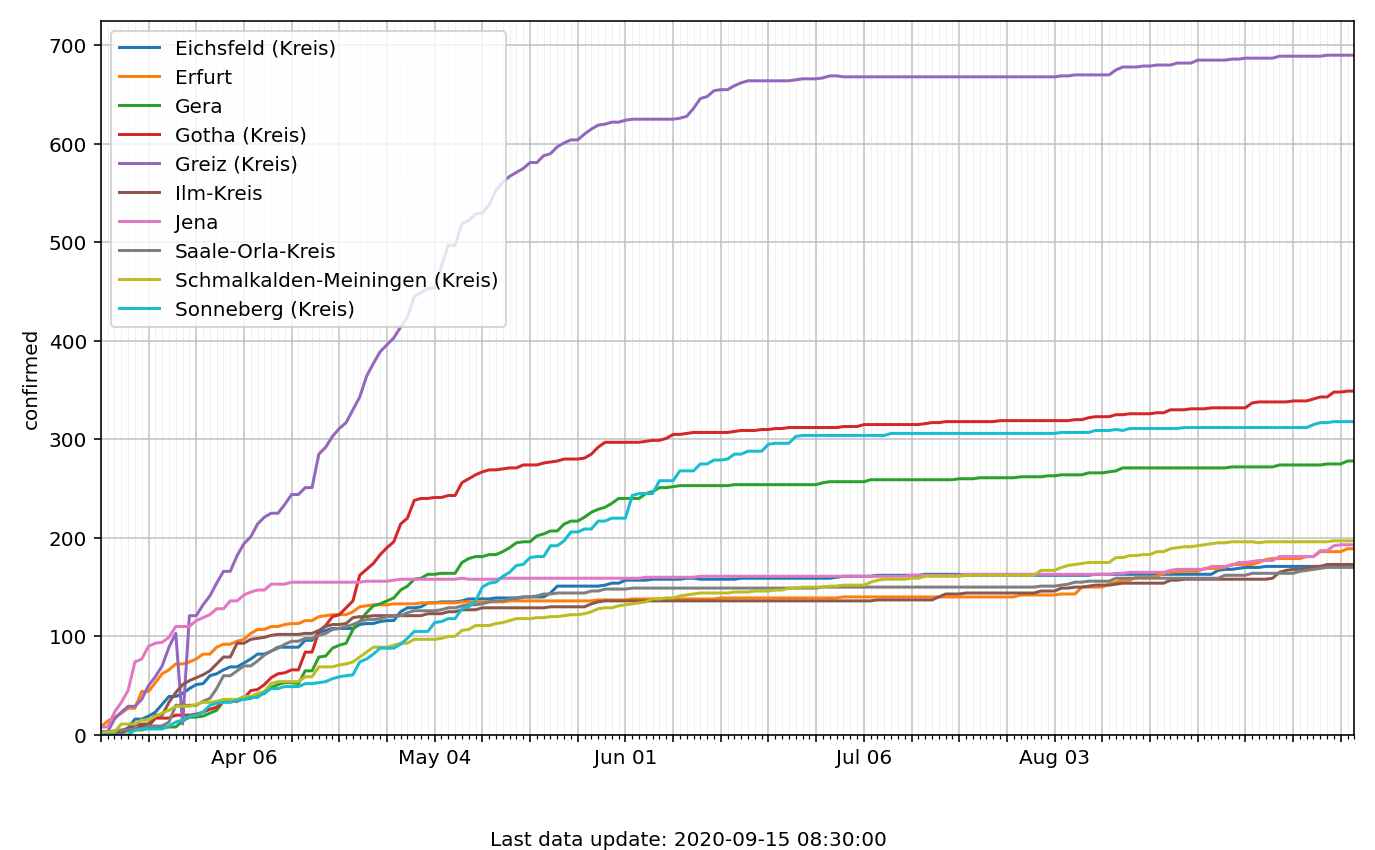 700
600
500
400
300
200
100
0
confirmed
Eichsfeld (Kreis)
Erfurt
Gera
Gotha (Kreis)
Greiz (Kreis)
Ilm-Kreis
Jena
Saale-Orla-Kreis
Schmalkalden-Meiningen (Kreis)
Sonneberg (Kreis)
Apr 06 May 04 Jun 01 Jul 06 Aug 03
Last data update: 2020-09-15 08:30:00